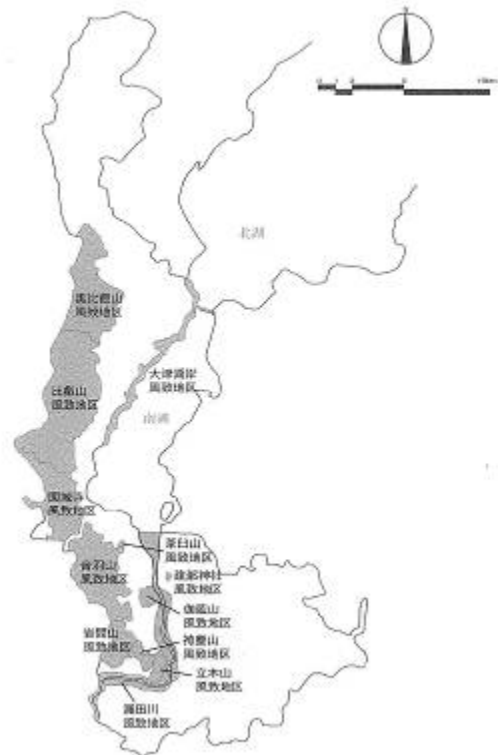 北湖
奥比叡山
風致地区
比叡山
風致地区
大津湖岸
風致地区
南湖
園城寺
風致地区
茶臼山
風致地区
音羽山
風致地区
建部神社
風致地区
伽藍山
風致地区
岩間山
風致地区
袴腰山
風致地区
立木山
風致地区
瀬田川
風致地区